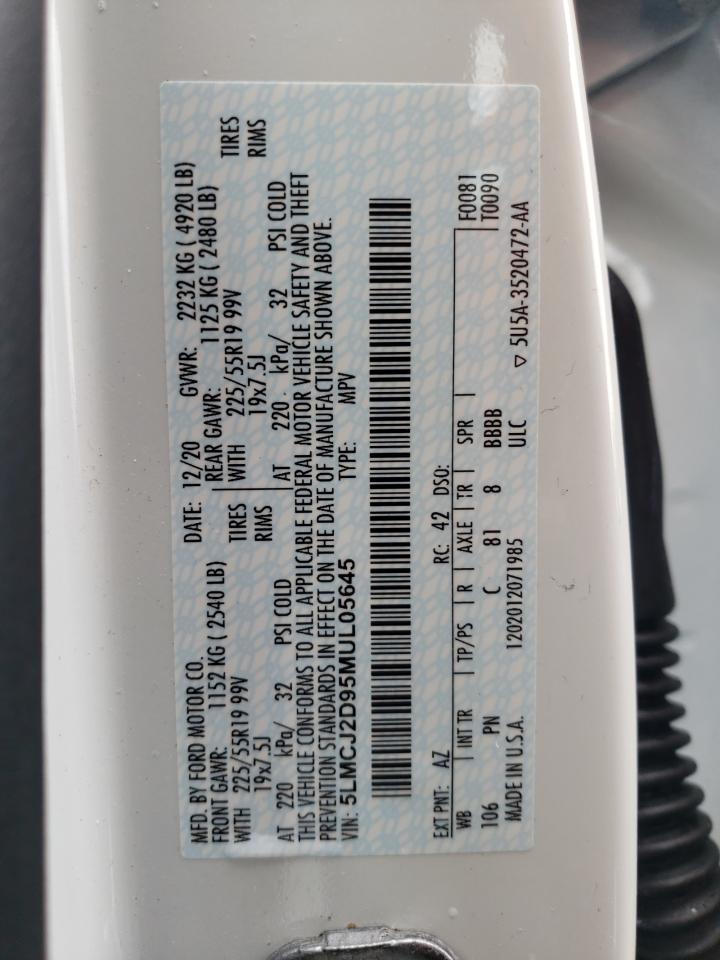 MFD. BY FORD MOTOR CO. DATE: 12/20 GVWR: 2232 KG ( 4920 LB)
FRONT GAWR: 1152 KG ( 2540 LB) REAR GAWR: 1125 KG ( 2480 LB)
WITH 225/55R19 99V TIRES WITH 225/55R19 99V TIRES
19x7.5J RIMS 19x7.5J RIMS
AT 220 kPa/ 32 PSI COLD AT 220 kPa/ 32 PSI COLD
THIS VEHICLE CONFORMS TO ALL APPLICABLE FEDERAL MOTOR VEHICLE SAFETY AND THEFT
PREVENTION STANDARDS IN EFFECT ON THE DATE OF MANUFACTURE SHOWN ABOVE.
VIN: 5LMCJ2D95MUL05645 TYPE: MPV
EXT PNT: AZ RC: 42 DSO: F0081
WB INT TR TP/PS R AXLE TR SPR T0090
106 PN C 81 8 BBBB
MADE IN U.S.A. 1202012071985 ULC ▽ 5U5A-3520472-AA